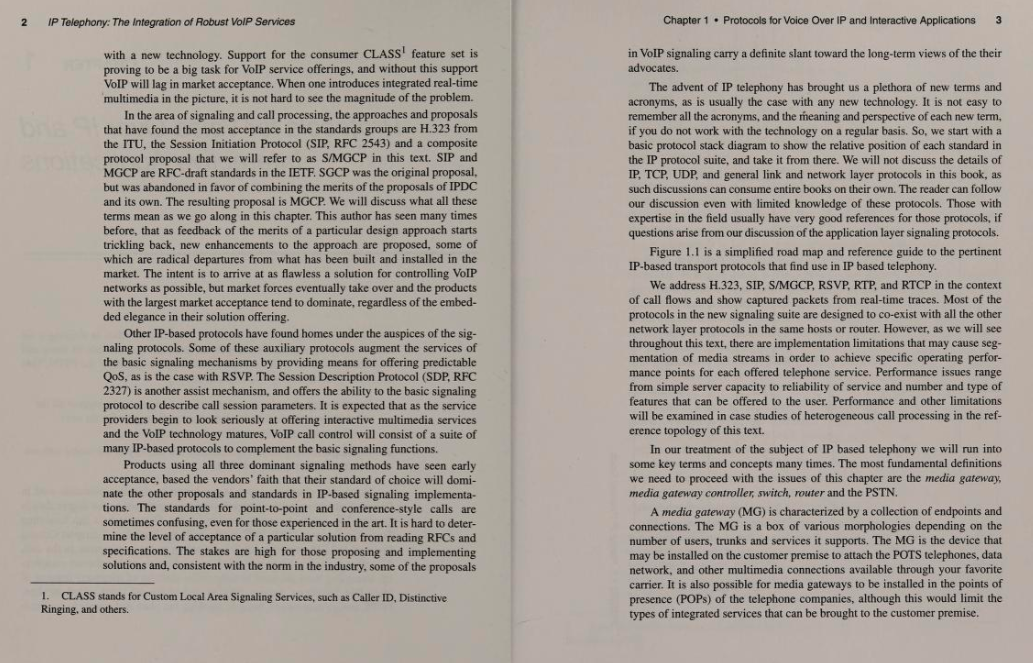 2 IP Telephony: The Integration of Robust VoIP Services
with a new technology. Support for the consumer CLASS1 feature set is
proving to be a big task for VoIP service offerings, and without this support
VoIP will lag in market acceptance. When one introduces integrated real-time
multimedia in the picture, it is not hard to see the magnitude of the problem.
In the area of signaling and call processing, the approaches and proposals
that have found the most acceptance in the standards groups are H.323 from
the ITU, the Session Initiation Protocol (SIP, RFC 2543) and a composite
protocol proposal that we will refer to as S/MGCP in this text. SIP and
MGCP are RFC-draft standards in the IETF. SGCP was the original proposal,
but was abandoned in favor of combining the merits of the proposals of IPDC
and its own. The resulting proposal is MGCP. We will discuss what all these
terms mean as we go along in this chapter. This author has seen many times
before, that as feedback of the merits of a particular design approach starts
trickling back, new enhancements to the approach are proposed, some of
which are radical departures from what has been built and installed in the
market. The intent is to arrive at as flawless a solution for controlling VoIP
networks as possible, but market forces eventually take over and the products
with the largest market acceptance tend to dominate, regardless of the embed-
ded elegance in their solution offering.
Other IP-based protocols have found homes under the auspices of the sig-
naling protocols. Some of these auxiliary protocols augment the services of
the basic signaling mechanisms by providing means for offering predictable
QoS, as is the case with RSVP. The Session Description Protocol (SDP, RFC
2327) is another assist mechanism, and offers the ability to the basic signaling
protocol to describe call session parameters. It is expected that as the service
providers begin to look seriously at offering interactive multimedia services
and the VoIP technology matures, VoIP call control will consist of a suite of
many IP-based protocols to complement the basic signaling functions.
Products using all three dominant signaling methods have seen early
acceptance, based the vendors' faith that their standard of choice will domi-
nate the other proposals and standards in IP-based signaling implementa-
tions. The standards for point-to-point and conference-style calls are
sometimes confusing, even for those experienced in the art. It is hard to deter-
mine the level of acceptance of a particular solution from reading RFCs and
specifications. The stakes are high for those proposing and implementing
solutions and, consistent with the norm in the industry, some of the proposals
1. CLASS stands for Custom Local Area Signaling Services, such as Caller ID, Distinctive
Ringing, and others.
Chapter 1 • Protocols for Voice Over IP and Interactive Applications 3
in VoIP signaling carry a definite slant toward the long-term views of the their
advocates.
The advent of IP telephony has brought us a plethora of new terms and
acronyms, as is usually the case with any new technology. It is not easy to
remember all the acronyms, and the meaning and perspective of each new term,
if you do not work with the technology on a regular basis. So, we start with a
basic protocol stack diagram to show the relative position of each standard in
the IP protocol suite, and take it from there. We will not discuss the details of
IP, TCP, UDP, and general link and network layer protocols in this book, as
such discussions can consume entire books on their own. The reader can follow
our discussion even with limited knowledge of these protocols. Those with
expertise in the field usually have very good references for those protocols, if
questions arise from our discussion of the application layer signaling protocols.
Figure 1.1 is a simplified road map and reference guide to the pertinent
IP-based transport protocols that find use in IP based telephony.
We address H.323, SIP, S/MGCP, RSVP, RTP, and RTCP in the context
of call flows and show captured packets from real-time traces. Most of the
protocols in the new signaling suite are designed to co-exist with all the other
network layer protocols in the same hosts or router. However, as we will see
throughout this text, there are implementation limitations that may cause seg-
mentation of media streams in order to achieve specific operating perfor-
mance points for each offered telephone service. Performance issues range
from simple server capacity to reliability of service and number and type of
features that can be offered to the user. Performance and other limitations
will be examined in case studies of heterogeneous call processing in the ref-
erence topology of this text.
In our treatment of the subject of IP based telephony we will run into
some key terms and concepts many times. The most fundamental definitions
we need to proceed with the issues of this chapter are the media gateway,
media gateway controller, switch, router and the PSTN.
A media gateway (MG) is characterized by a collection of endpoints and
connections. The MG is a box of various morphologies depending on the
number of users, trunks and services it supports. The MG is the device that
may be installed on the customer premise to attach the POTS telephones, data
network, and other multimedia connections available through your favorite
carrier. It is also possible for media gateways to be installed in the points of
presence (POPs) of the telephone companies, although this would limit the
types of integrated services that can be brought to the customer premise.